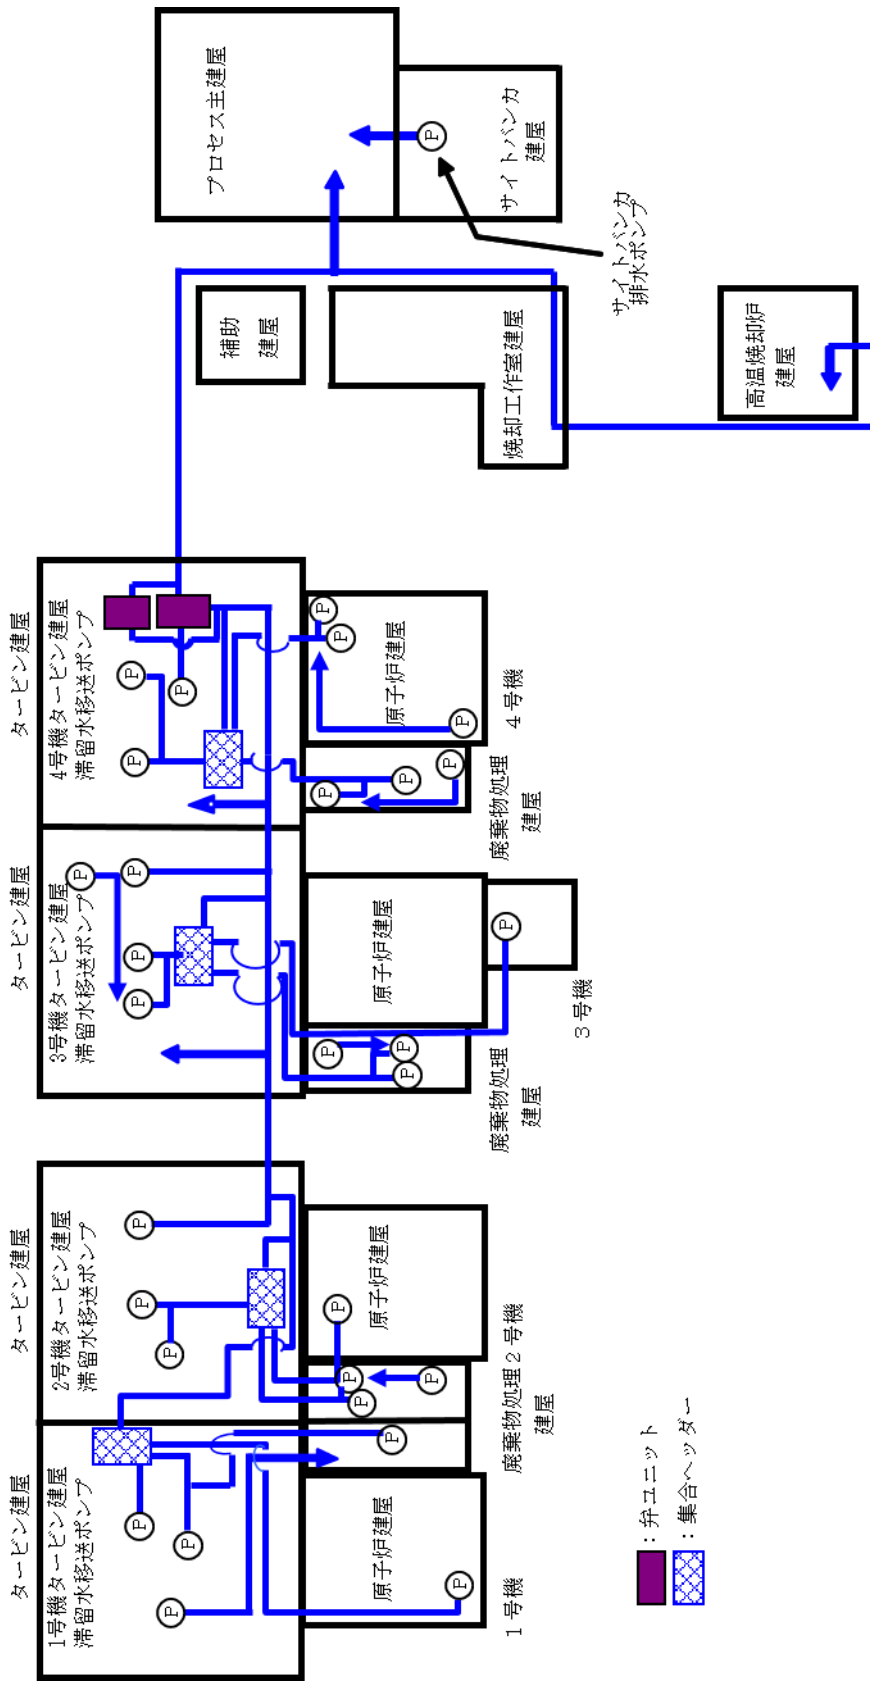 タービン建屋
1号機タービン建屋
滞留水移送ポンプ
P
P
P
原子炉建屋
P
P
1号機
タービン建屋
2号機タービン建屋
滞留水移送ポンプ
P
P
P
原子炉建屋
P
P
P
P
廃棄物処理
建屋
2号機
タービン建屋
3号機タービン建屋
滞留水移送ポンプ
P
P
P
P
原子炉建屋
P
P
P
P
廃棄物処理
建屋
3号機
タービン建屋
4号機タービン建屋
滞留水移送ポンプ
P
P
P
原子炉建屋
P
P
P
P
P
P
廃棄物処理
建屋
4号機
補助
建屋
焼却工作室建屋
プロセス主建屋
P
サイトバンカ
建屋
サイトバンカ
排水ポンプ
高温焼却炉
建屋
:弁ユニット
:集合ヘッダー